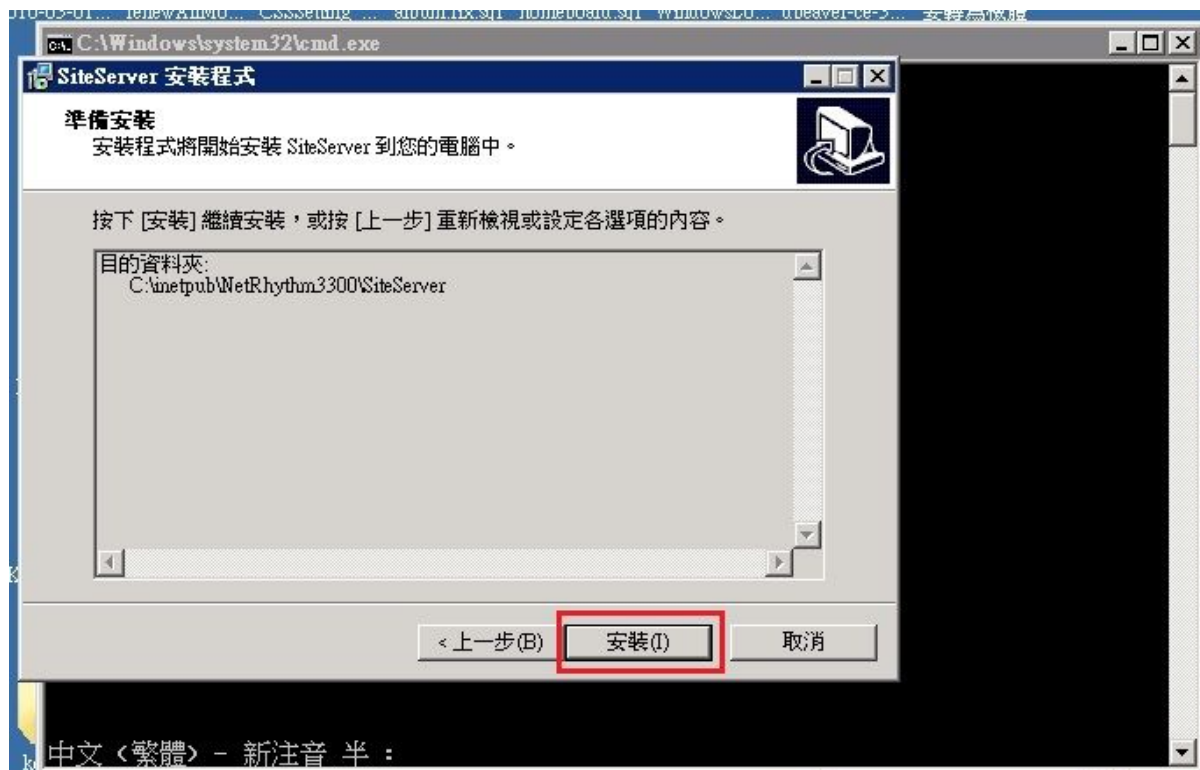 C:\Windows\system32\cmd.exe
SiteServer 安裝程式
準備安裝
安裝程式將開始安裝 SiteServer 到您的電腦中。
按下 [安裝] 繼續安裝，或按 [上一步] 重新檢視或設定各選項的內容。
目的資料夾:
C:\inetpub\NetRhythm3300\SiteServer
<上一步(B)
安裝(I)
取消
中文 (繁體) - 新注音 半 :